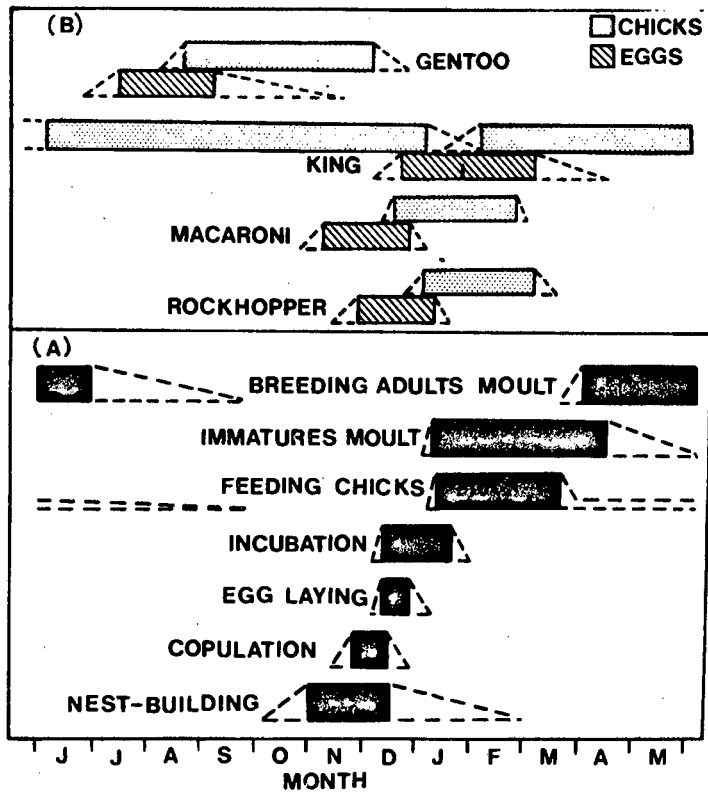 (B)
CHICKS
EGGS
GENTOO
KING
MACARONI
ROCKHOPPER
(A)
BREEDING ADULTS MOULT
IMMATURES MOULT
FEEDING CHICKS
INCUBATION
EGG LAYING
COPULATION
NEST-BUILDING
J J A S O N D J F M A M
MONTH